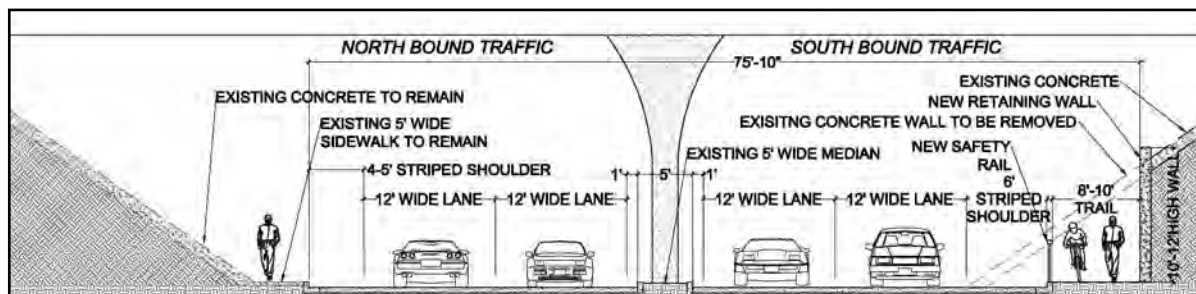 NORTH BOUND TRAFFIC
SOUTH BOUND TRAFFIC
75'-10"
EXISTING CONCRETE
EXISTING CONCRETE TO REMAIN
NEW RETAINING WALL
EXISTING 5' WIDE
SIDEWALK TO REMAIN
EXISITNG CONCRETE WALL TO BE REMOVED
EXISTING 5' WIDE MEDIAN
NEW SAFETY
RAIL
4-5' STRIPED SHOULDER
1'
5'
1'
6'
STRIPED
SHOULDER
8'-10'
TRAIL
12' WIDE LANE
12' WIDE LANE
12' WIDE LANE
12' WIDE LANE
10'-12'HIGH WALL